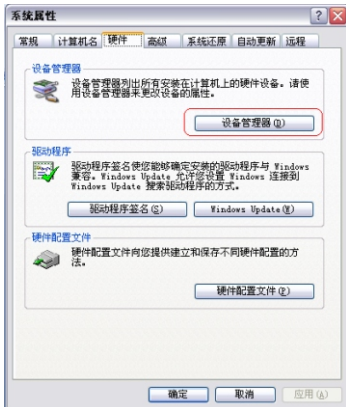 系统属性
常规 计算机名 硬件 高级 系统还原 自动更新 远程
设备管理器
设备管理器列出所有安装在计算机上的硬件设备。请使
用设备管理器来更改设备的属性。
设备管理器(D)
驱动程序
驱动程序签名使您能够确定安装的驱动程序与 Windows
兼容。Windows Update 允许您设置 Windows 连接到
Windows Update 搜索驱动程序的方式。
驱动程序签名(S) Windows Update(W)
硬件配置文件
硬件配置文件向您提供建立和保存不同硬件配置的方
法。
硬件配置文件(P)
确定 取消 应用(A)